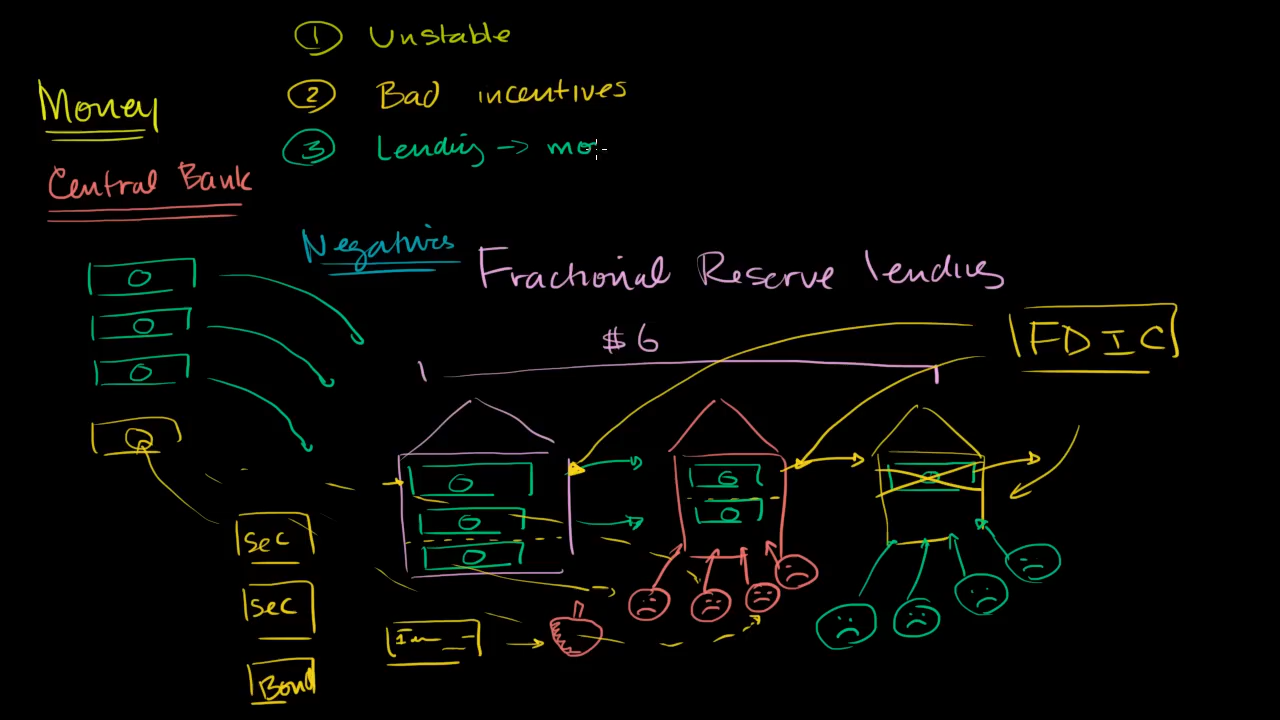 ① Unstable
② Bad incentives
③ Lending → mo
Money
Central Bank
Negatives
Fractional Reserve lending
$6
FDIC
Sec
Sec
Bond